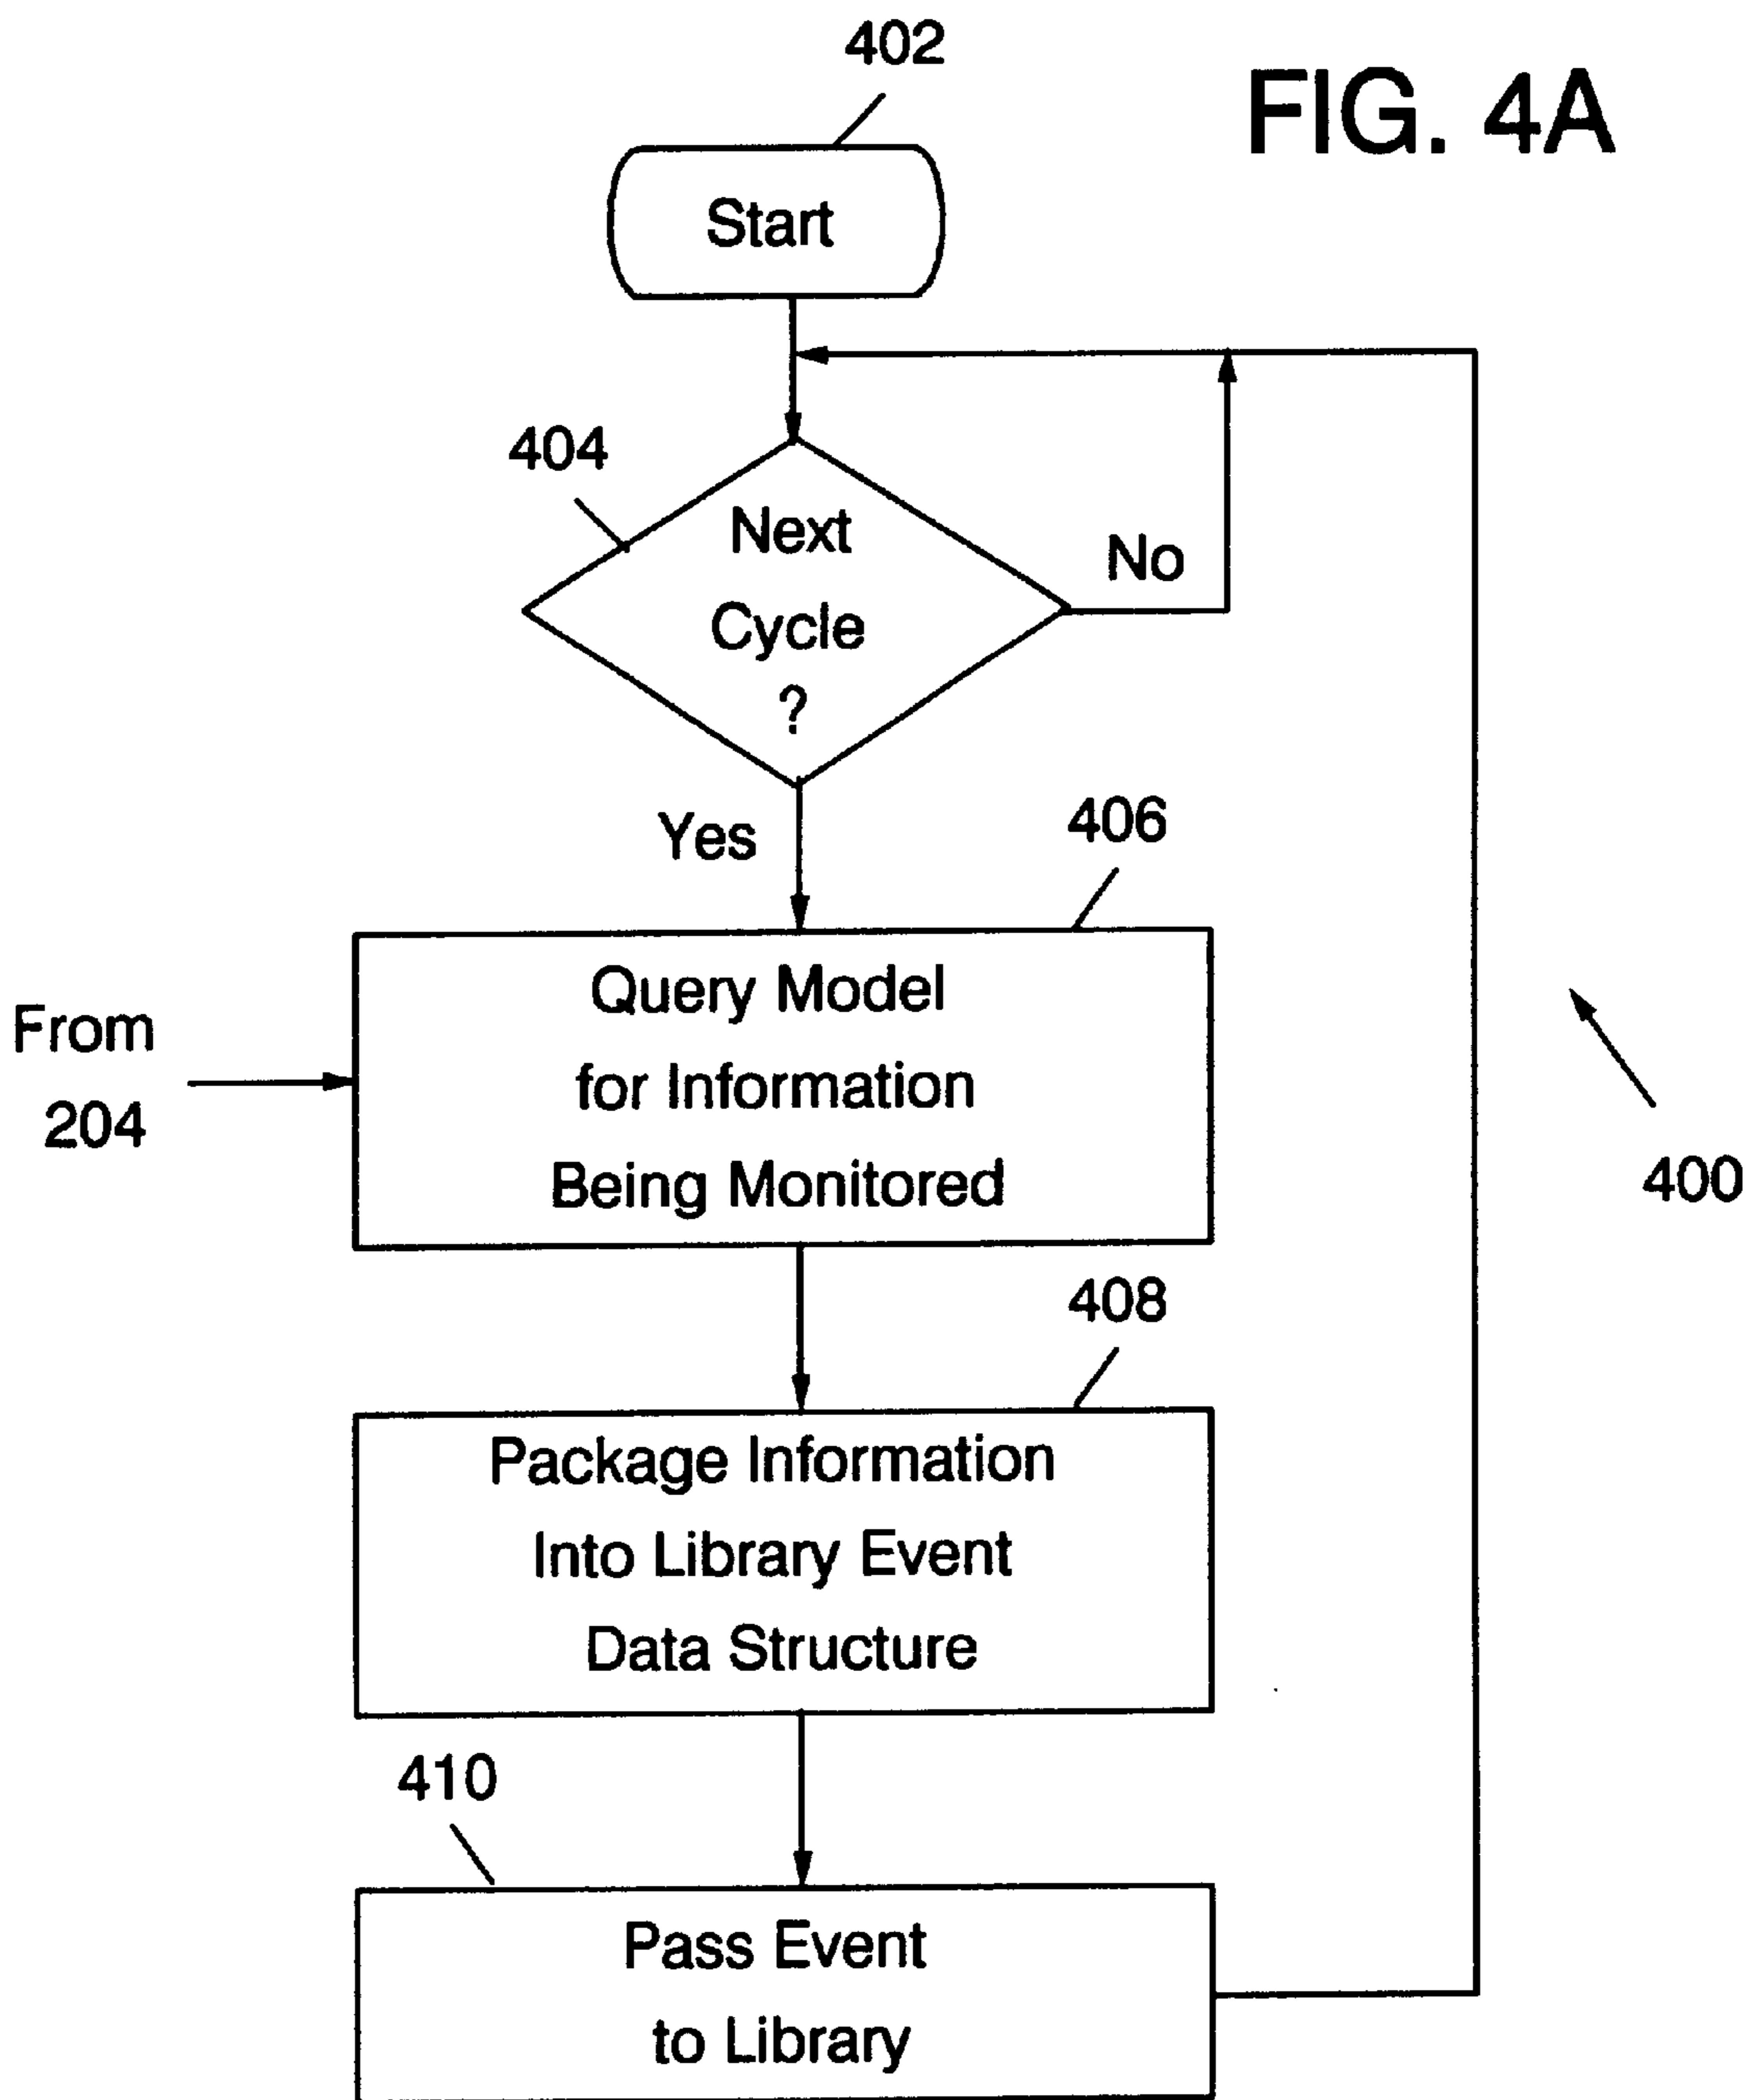 402
FIG. 4A
Start
404
Next
Cycle
?
No
Yes
406
Query Model
for Information
Being Monitored
From
204
400
408
Package Information
Into Library Event
Data Structure
410
Pass Event
to Library